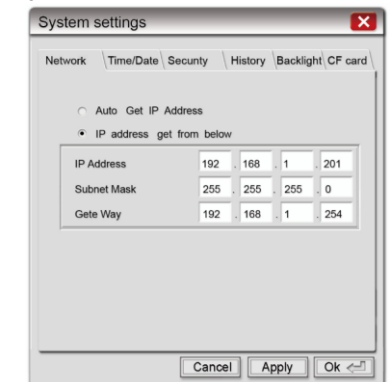 System settings
Network Time/Date Securnty History Backlight CF card
Auto Get IP Address
IP address get from below
IP Address 192 . 168 . 1 . 201
Subnet Mask 255 . 255 . 255 . 0
Gete Way 192 . 168 . 1 . 254
Cancel Apply Ok